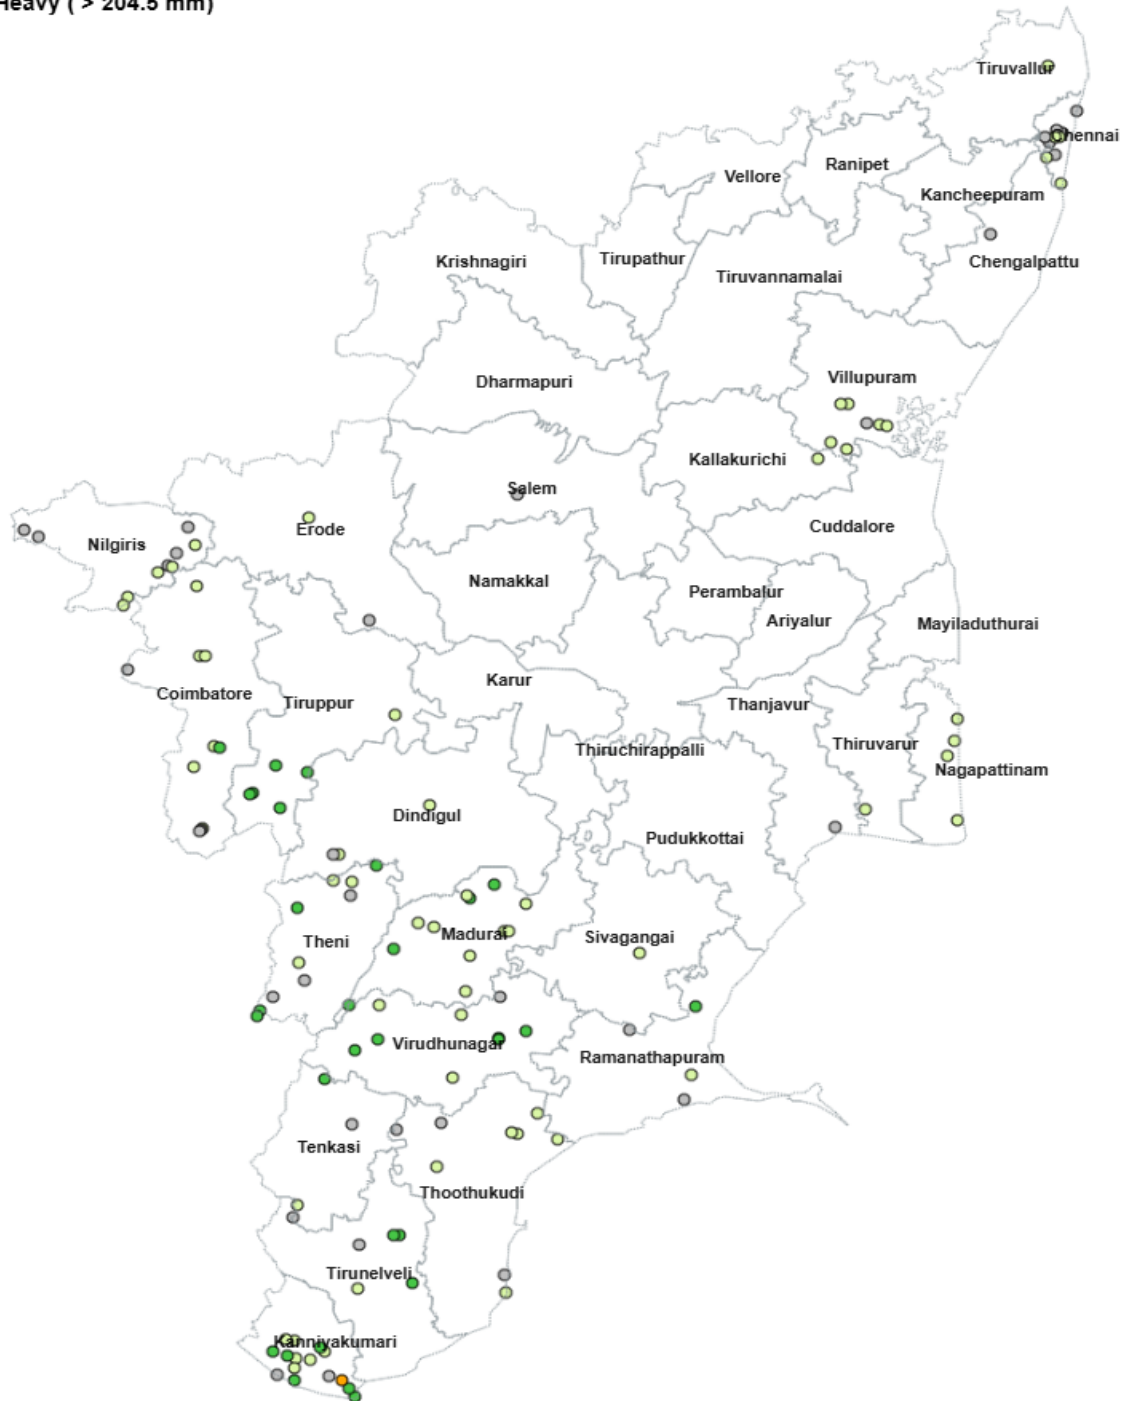 Heavy ( > 204.5 mm)
Tiruvallur
Chennai
Ranipet
Vellore
Kancheepuram
Tirupathur
Krishnagiri
Chengalpattu
Tiruvannamalai
Villupuram
Dharmapuri
Kallakurichi
Salem
Cuddalore
Erode
Nilgiris
Namakkal
Perambalur
Ariyalur
Mayiladuthurai
Karur
Coimbatore
Tiruppur
Thanjavur
Thiruvarur
Thiruchirappalli
Nagapattinam
Dindigul
Pudukkottai
Madurai
Sivagangai
Theni
Virudhunagar
Ramanathapuram
Tenkasi
Thoothukudi
Tirunelveli
Kanniyakumari